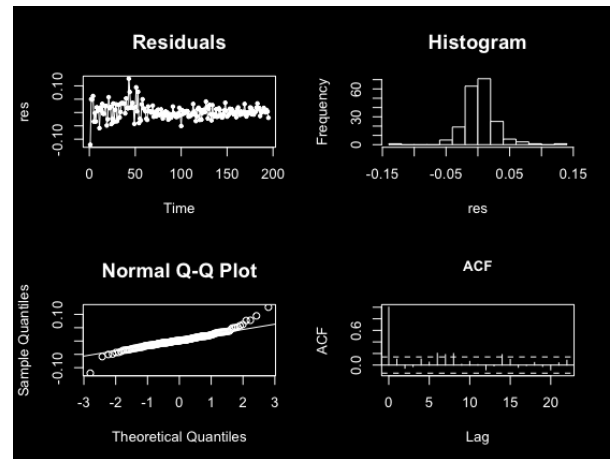 Residuals
res
0.10
-0.10
0 50 100 150 200
Time
Histogram
Frequency
60
30
0
-0.15 -0.05 0.05 0.15
res
Normal Q-Q Plot
Sample Quantiles
0.10
-0.10
-3 -2 -1 0 1 2 3
Theoretical Quantiles
ACF
ACF
0.6
0.0
0 5 10 15 20
Lag